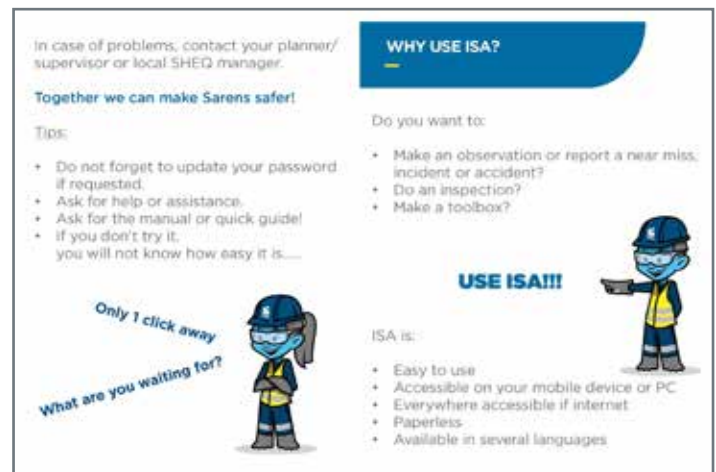 In case of problems, contact your planner/
supervisor or local SHEQ manager.
Together we can make Sarens safer!
Tips:
• Do not forget to update your password
if requested.
• Ask for help or assistance.
• Ask for the manual or quick guide!
• If you don't try it,
you will not know how easy it is.....
Only 1 click away
What are you waiting for?
WHY USE ISA?
Do you want to:
• Make an observation or report a near miss,
incident or accident?
• Do an inspection?
• Make a toolbox?
USE ISA!!!
ISA is:
• Easy to use
• Accessible on your mobile device or PC
• Everywhere accessible if internet
• Paperless
• Available in several languages